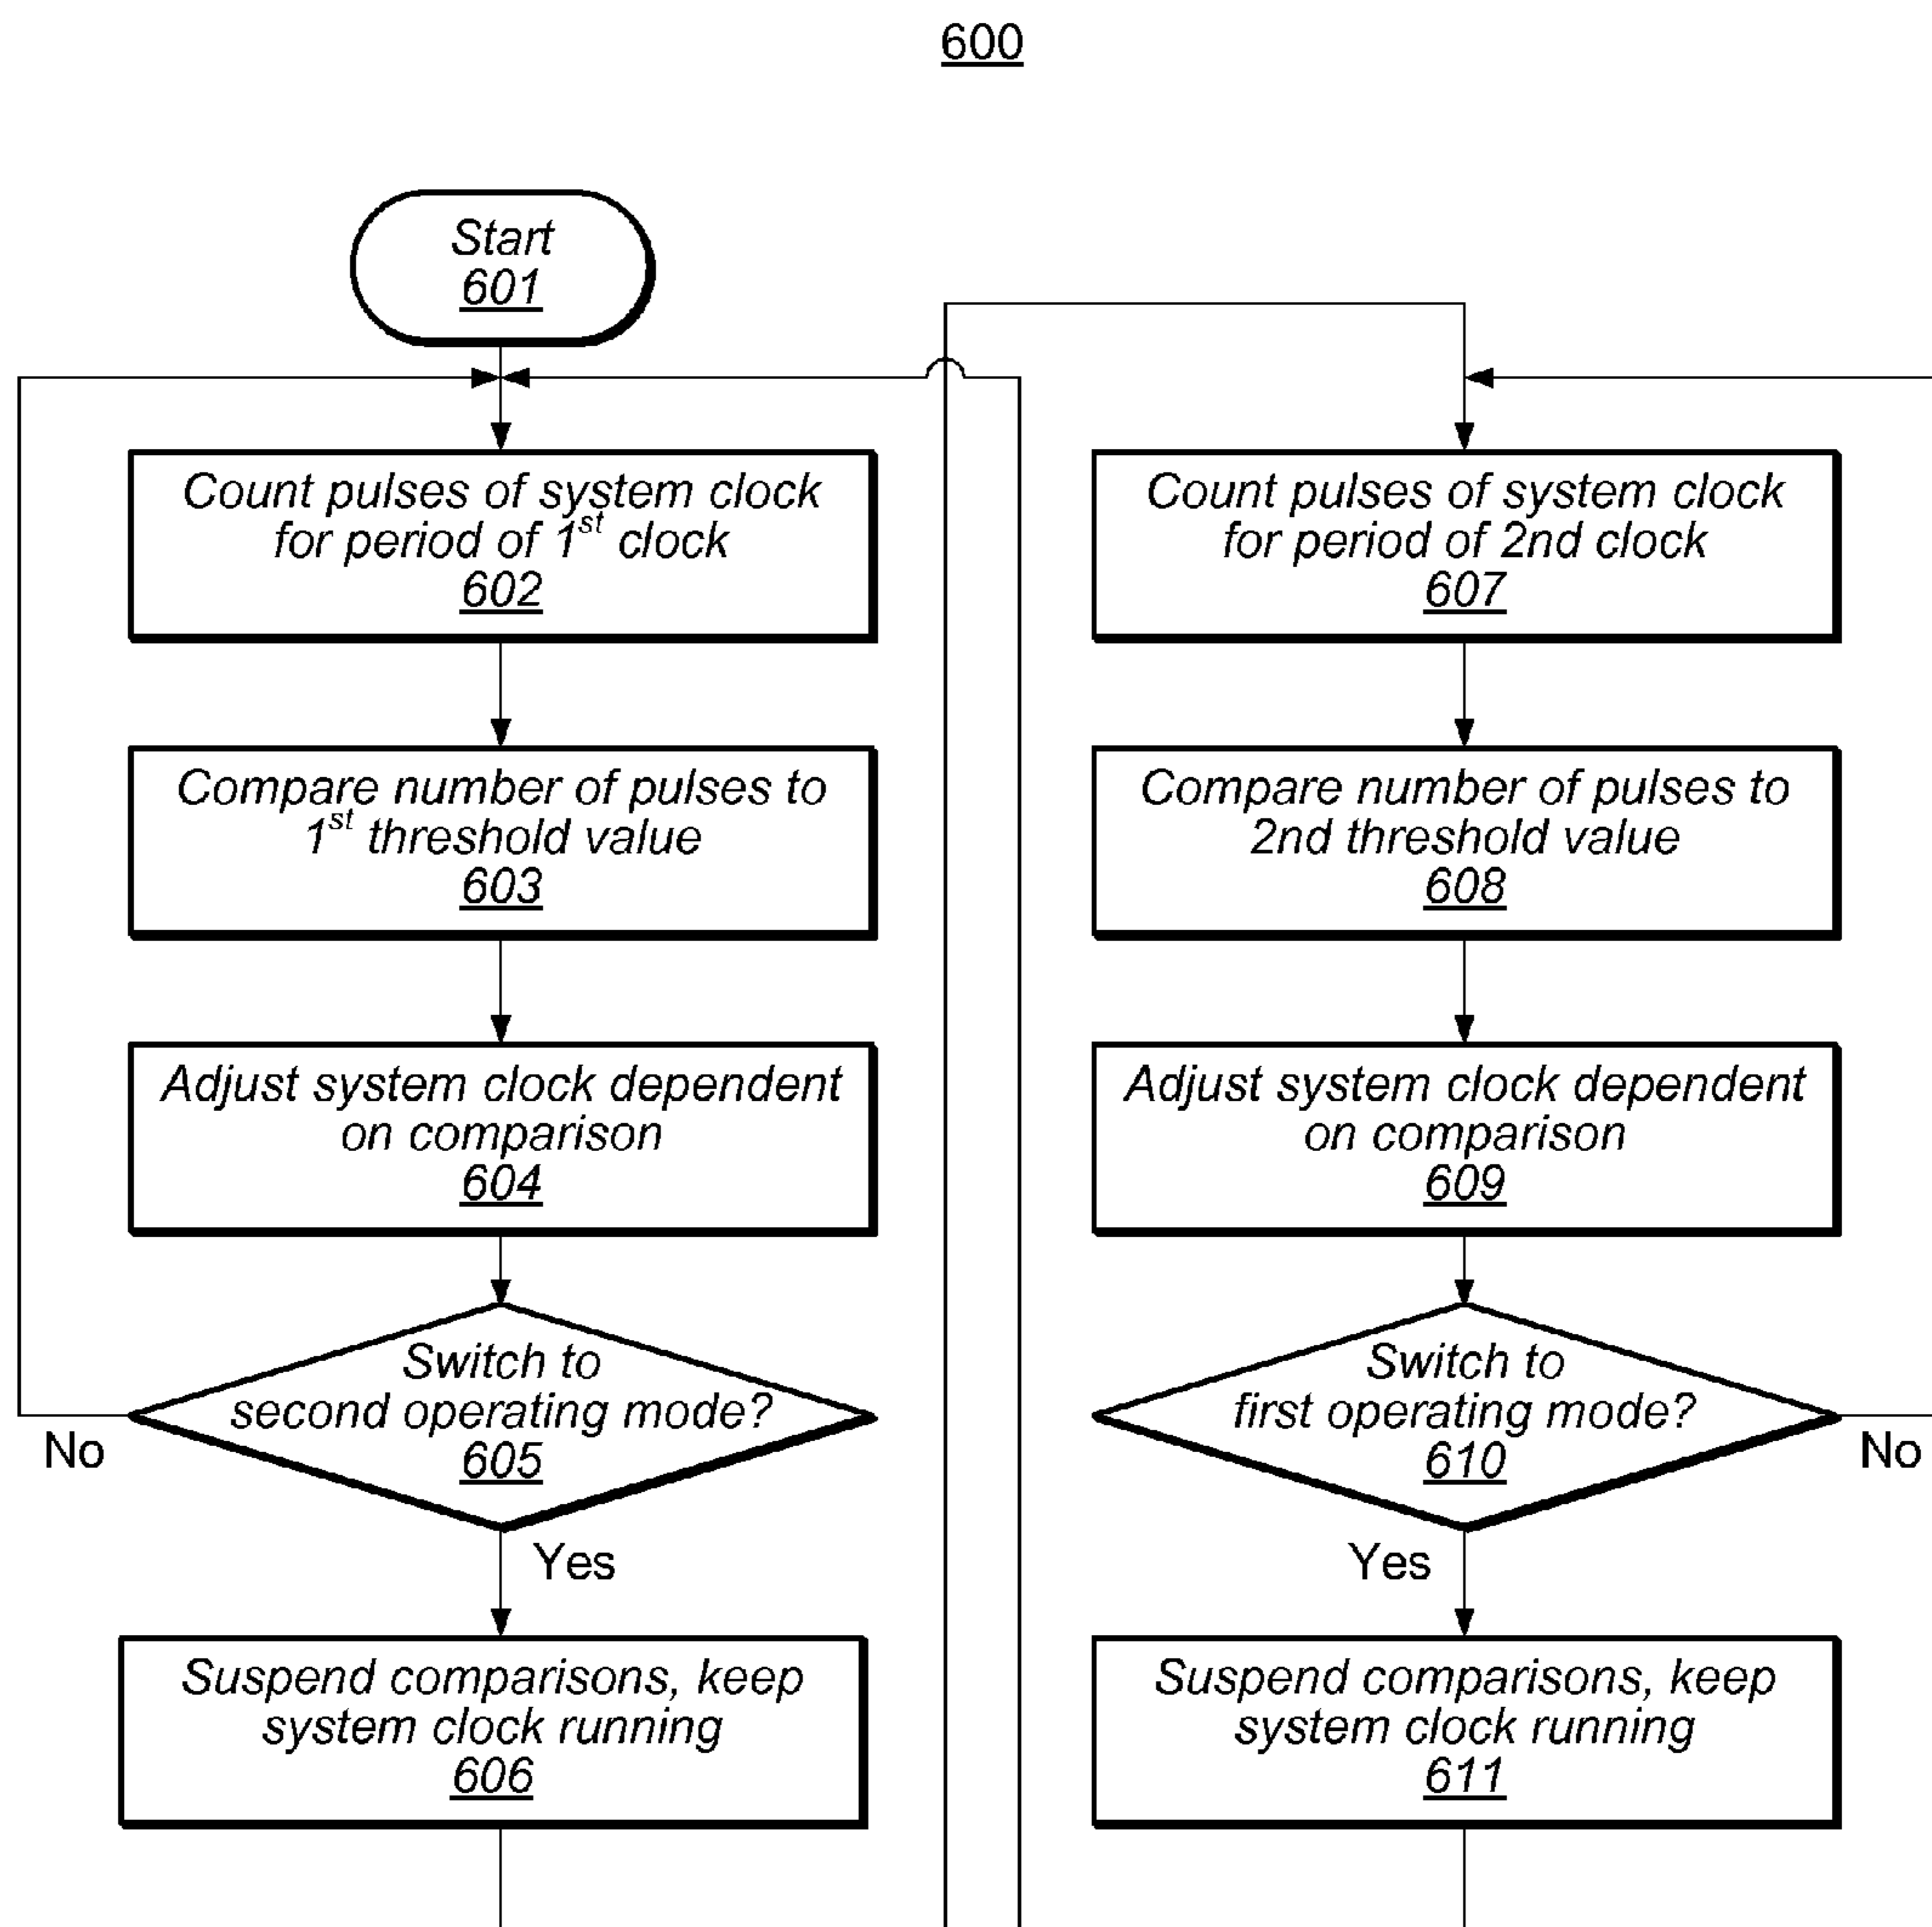 600
Start
601
Count pulses of system clock
for period of 1st clock
602
Compare number of pulses to
1st threshold value
603
Adjust system clock dependent
on comparison
604
Switch to
second operating mode?
605
No
Yes
Suspend comparisons, keep
system clock running
606
Count pulses of system clock
for period of 2nd clock
607
Compare number of pulses to
2nd threshold value
608
Adjust system clock dependent
on comparison
609
Switch to
first operating mode?
610
No
Yes
Suspend comparisons, keep
system clock running
611